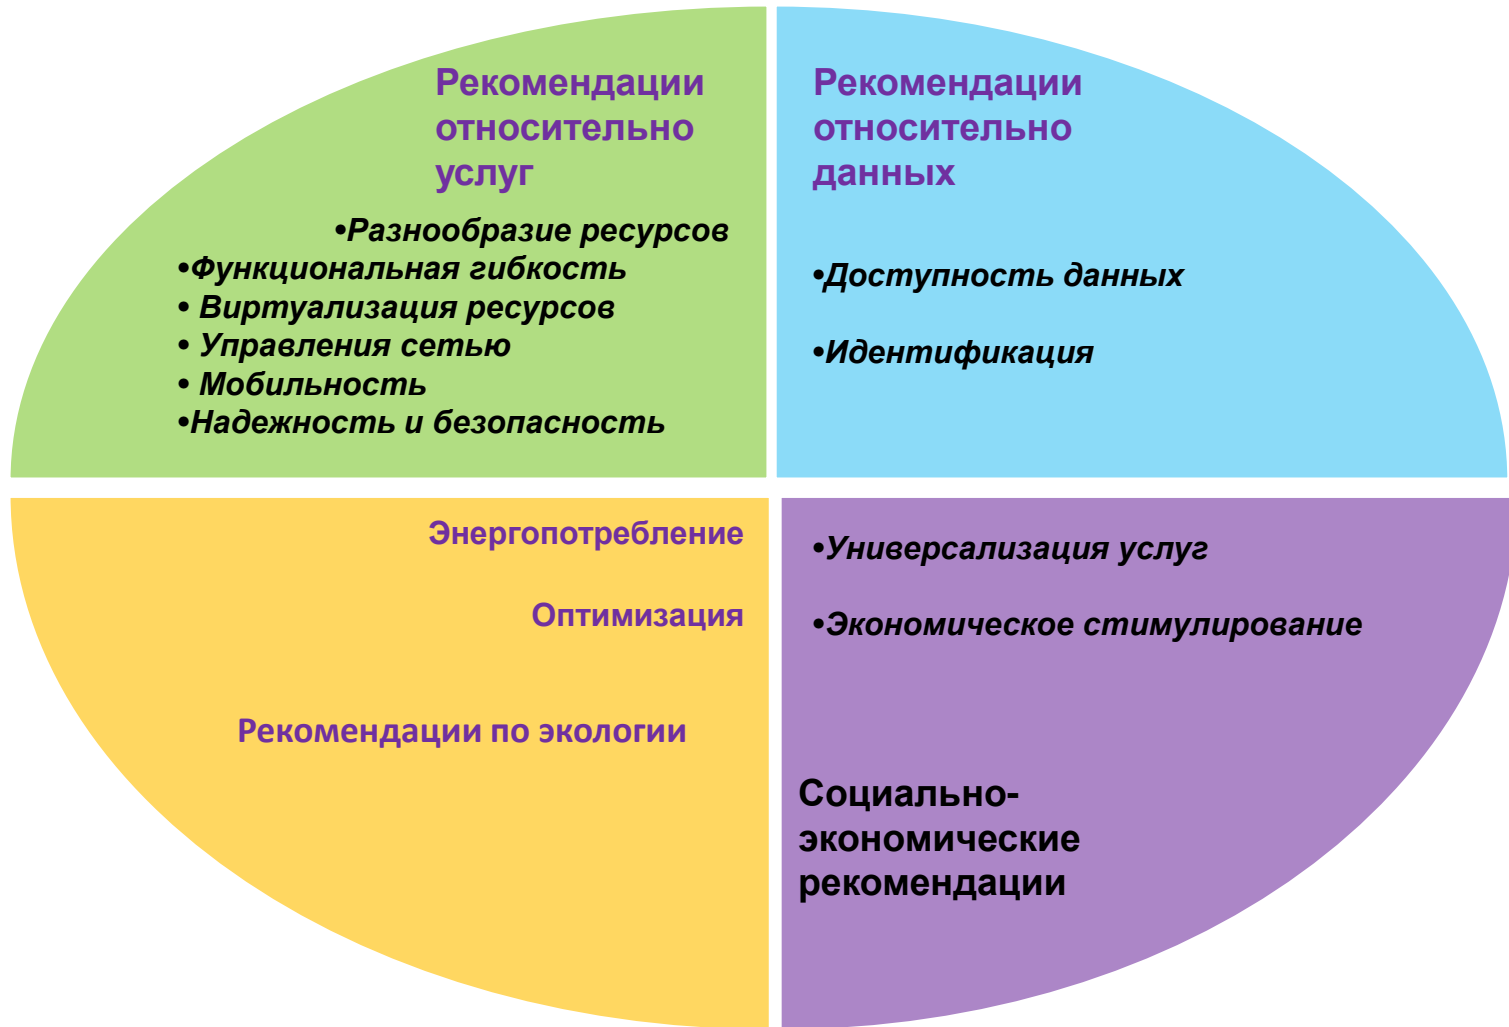 Рекомендации
относительно
услуг
•Разнообразие ресурсов
•Функциональная гибкость
• Виртуализация ресурсов
• Управления сетью
• Мобильность
•Надежность и безопасность
Рекомендации
относительно
данных
•Доступность данных
•Идентификация
Энергопотребление
Оптимизация
Рекомендации по экологии
•Универсализация услуг
•Экономическое стимулирование
Социально-
экономические
рекомендации